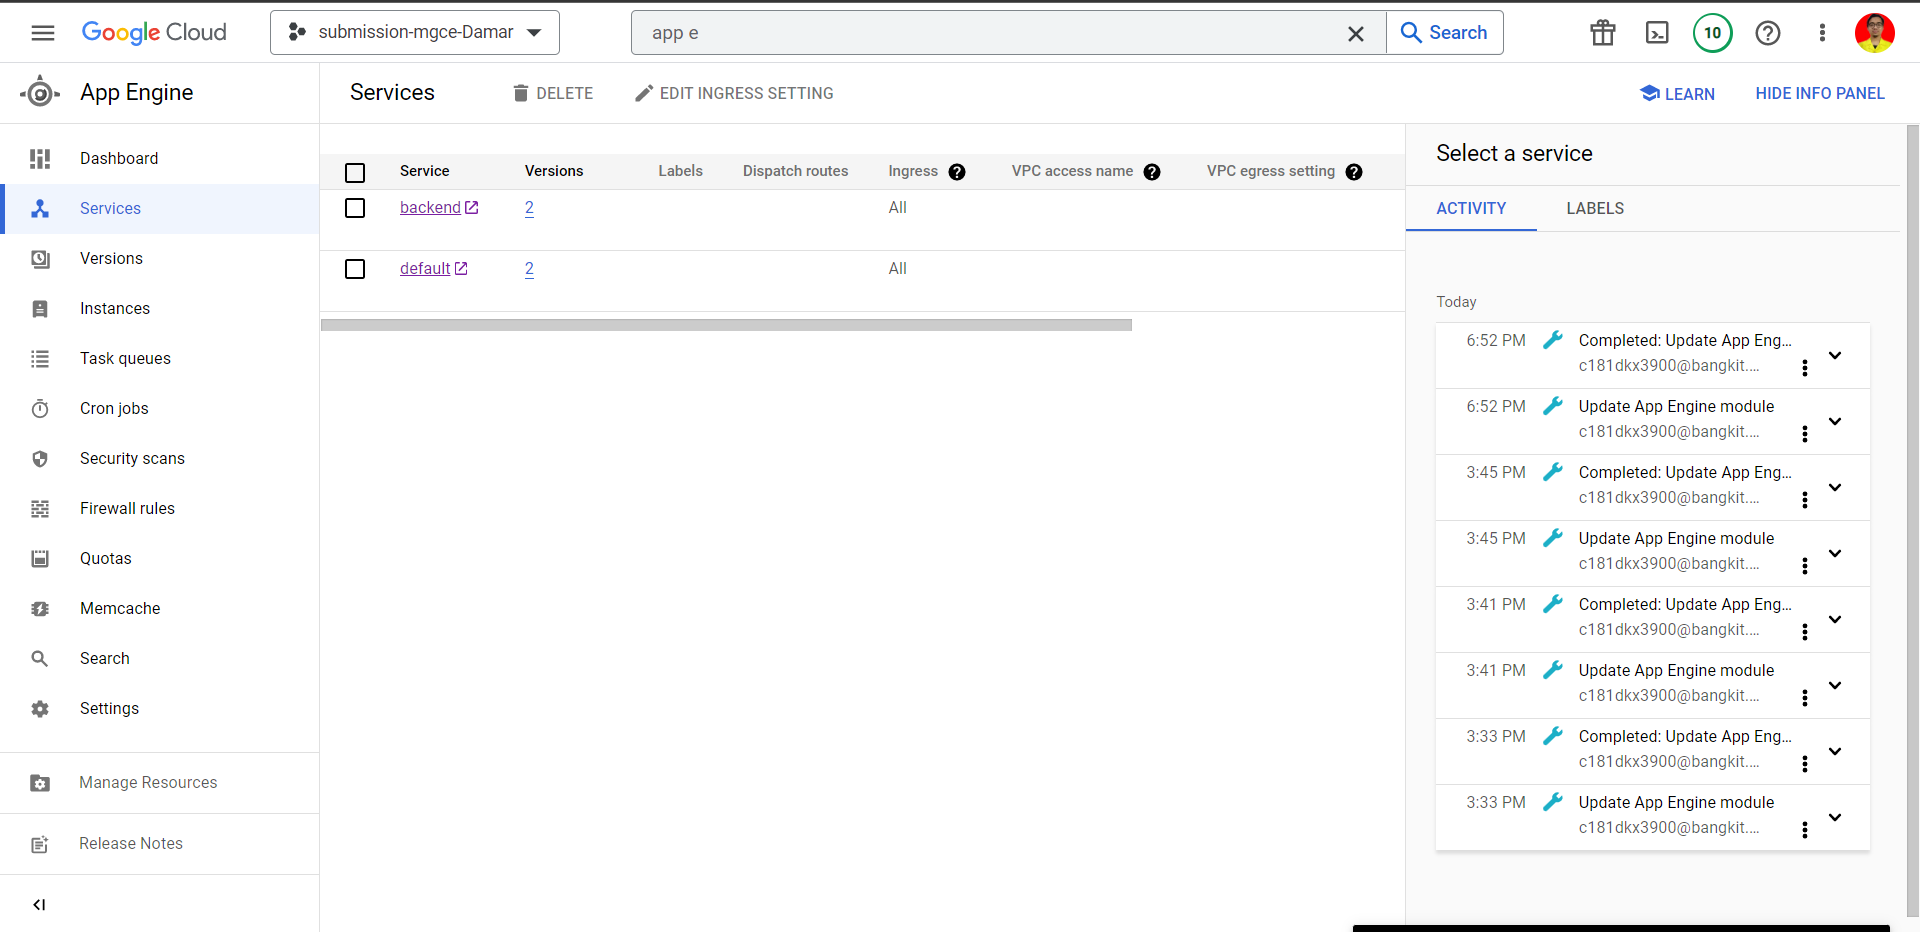 Google Cloud
submission-mgce-Damar
app e
Search
10
App Engine
Services
DELETE
EDIT INGRESS SETTING
LEARN
HIDE INFO PANEL
Dashboard
Services
Versions
Instances
Task queues
Cron jobs
Security scans
Firewall rules
Quotas
Memcache
Search
Settings
Manage Resources
Release Notes
Service Versions Labels Dispatch routes Ingress ? VPC access name ? VPC egress setting ?
backend 2 All
default 2 All
Select a service
ACTIVITY LABELS
Today
6:52 PM Completed: Update App Eng...
c181dkx3900@bangkit....
6:52 PM Update App Engine module
c181dkx3900@bangkit....
3:45 PM Completed: Update App Eng...
c181dkx3900@bangkit....
3:45 PM Update App Engine module
c181dkx3900@bangkit....
3:41 PM Completed: Update App Eng...
c181dkx3900@bangkit....
3:41 PM Update App Engine module
c181dkx3900@bangkit....
3:33 PM Completed: Update App Eng...
c181dkx3900@bangkit....
3:33 PM Update App Engine module
c181dkx3900@bangkit....